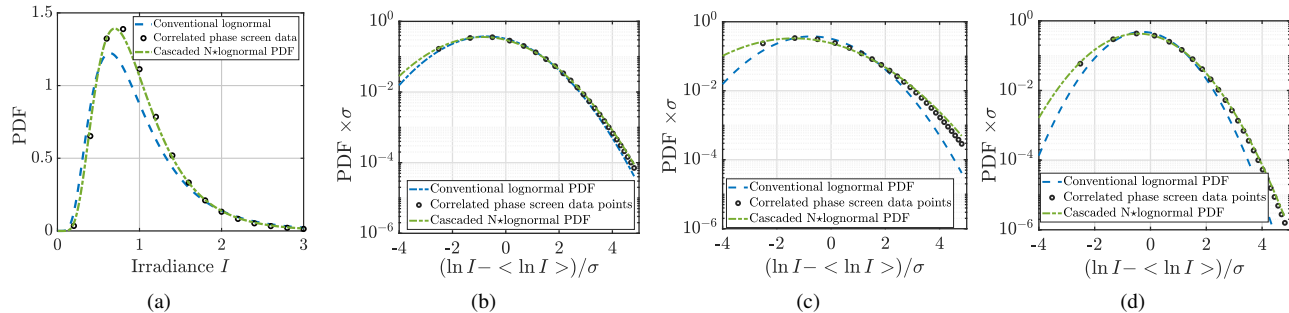 PDF
1.5
1
0.5
0
0
1
2
3
Irradiance I
Conventional lognormal
Correlated phase screen data
Cascaded N⋆lognormal PDF
(a)
PDF ×σ
10^0
10^−2
10^−4
10^−6
-4
-2
0
2
4
(ln I− < ln I >)/σ
Conventional lognormal PDF
Correlated phase screen data points
Cascaded N⋆lognormal PDF
(b)
PDF ×σ
10^0
10^−2
10^−4
10^−6
-4
-2
0
2
4
(ln I− < ln I >)/σ
Conventional lognormal PDF
Correlated phase screen data points
Cascaded N⋆lognormal PDF
(c)
PDF ×σ
10^0
10^−2
10^−4
10^−6
-4
-2
0
2
4
(ln I− < ln I >)/σ
Conventional lognormal PDF
Correlated phase screen data points
Cascaded N⋆lognormal PDF
(d)